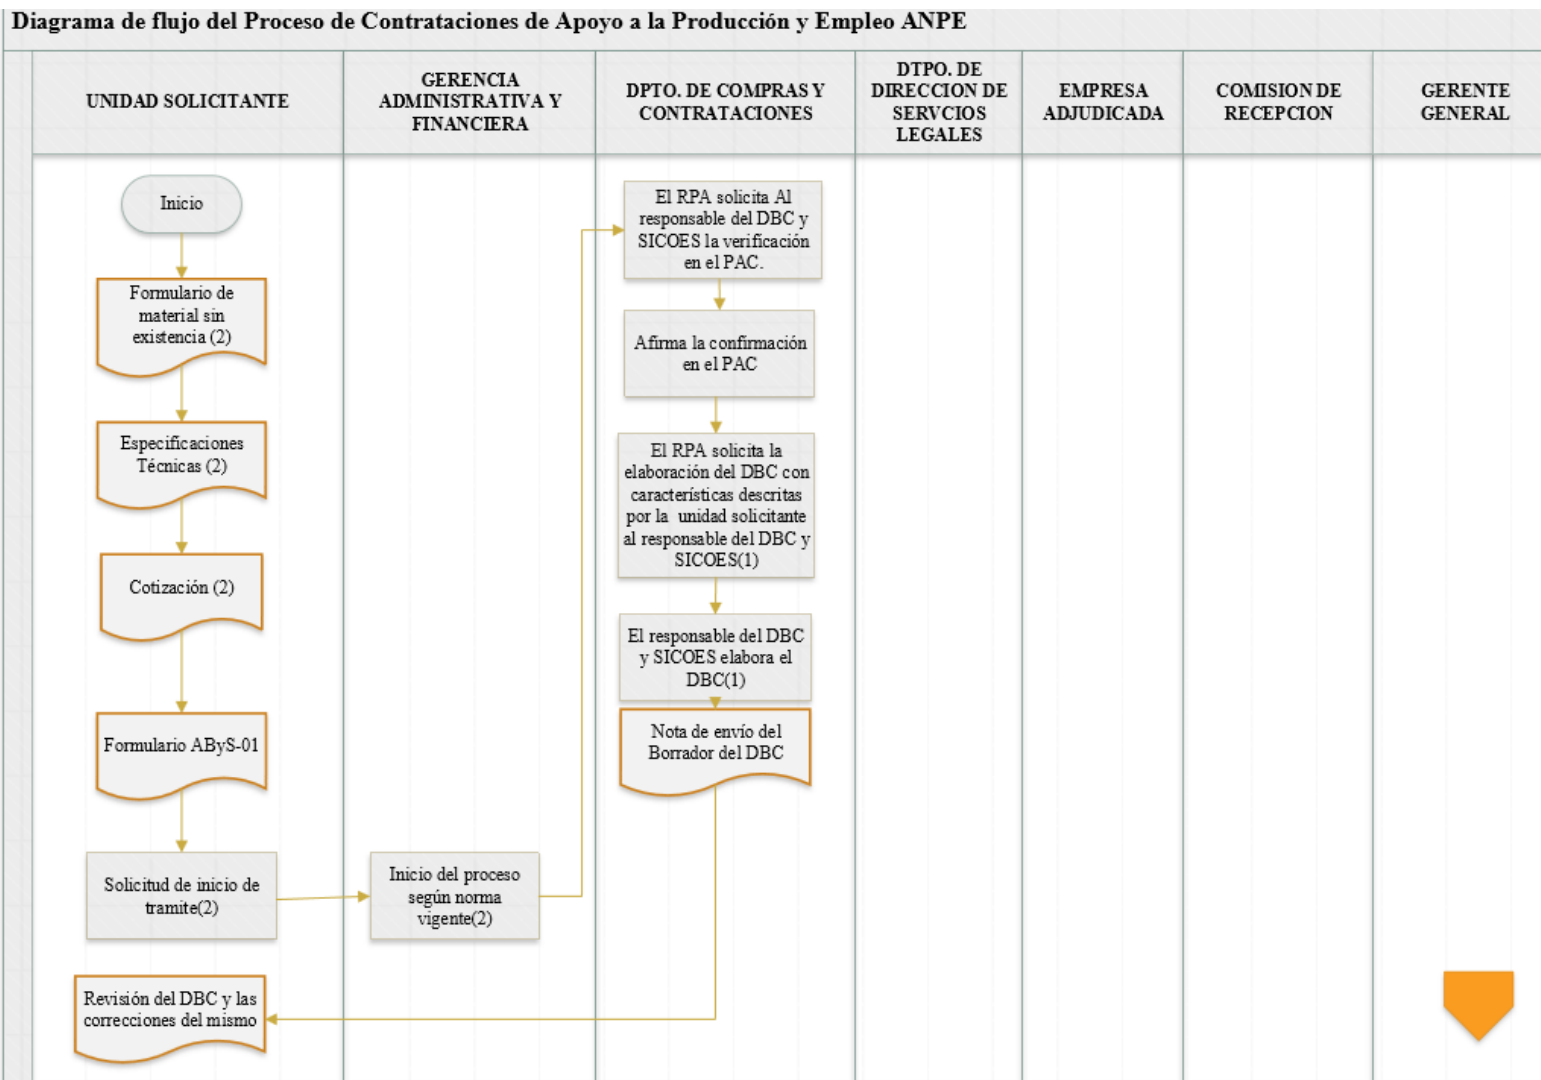 Diagrama de flujo del Proceso de Contrataciones de Apoyo a la Producción y Empleo ANPE
UNIDAD SOLICITANTE
GERENCIA
ADMINISTRATIVA Y
FINANCIERA
DPTO. DE COMPRAS Y
CONTRATACIONES
DTPO. DE
DIRECCION DE
SERVCIOS
LEGALES
EMPRESA
ADJUDICADA
COMISION DE
RECEPCION
GERENTE
GENERAL
Inicio
Formulario de
material sin
existencia (2)
Especificaciones
Técnicas (2)
Cotización (2)
Formulario AByS-01
Solicitud de inicio de
tramite(2)
Inicio del proceso
según norma
vigente(2)
El RPA solicita Al
responsable del DBC y
SICOES la verificación
en el PAC.
Afirma la confirmación
en el PAC
El RPA solicita la
elaboración del DBC con
características descritas
por la unidad solicitante
al responsable del DBC y
SICOES(1)
El responsable del DBC
y SICOES elabora el
DBC(1)
Nota de envío del
Borrador del DBC
Revisión del DBC y las
correcciones del mismo